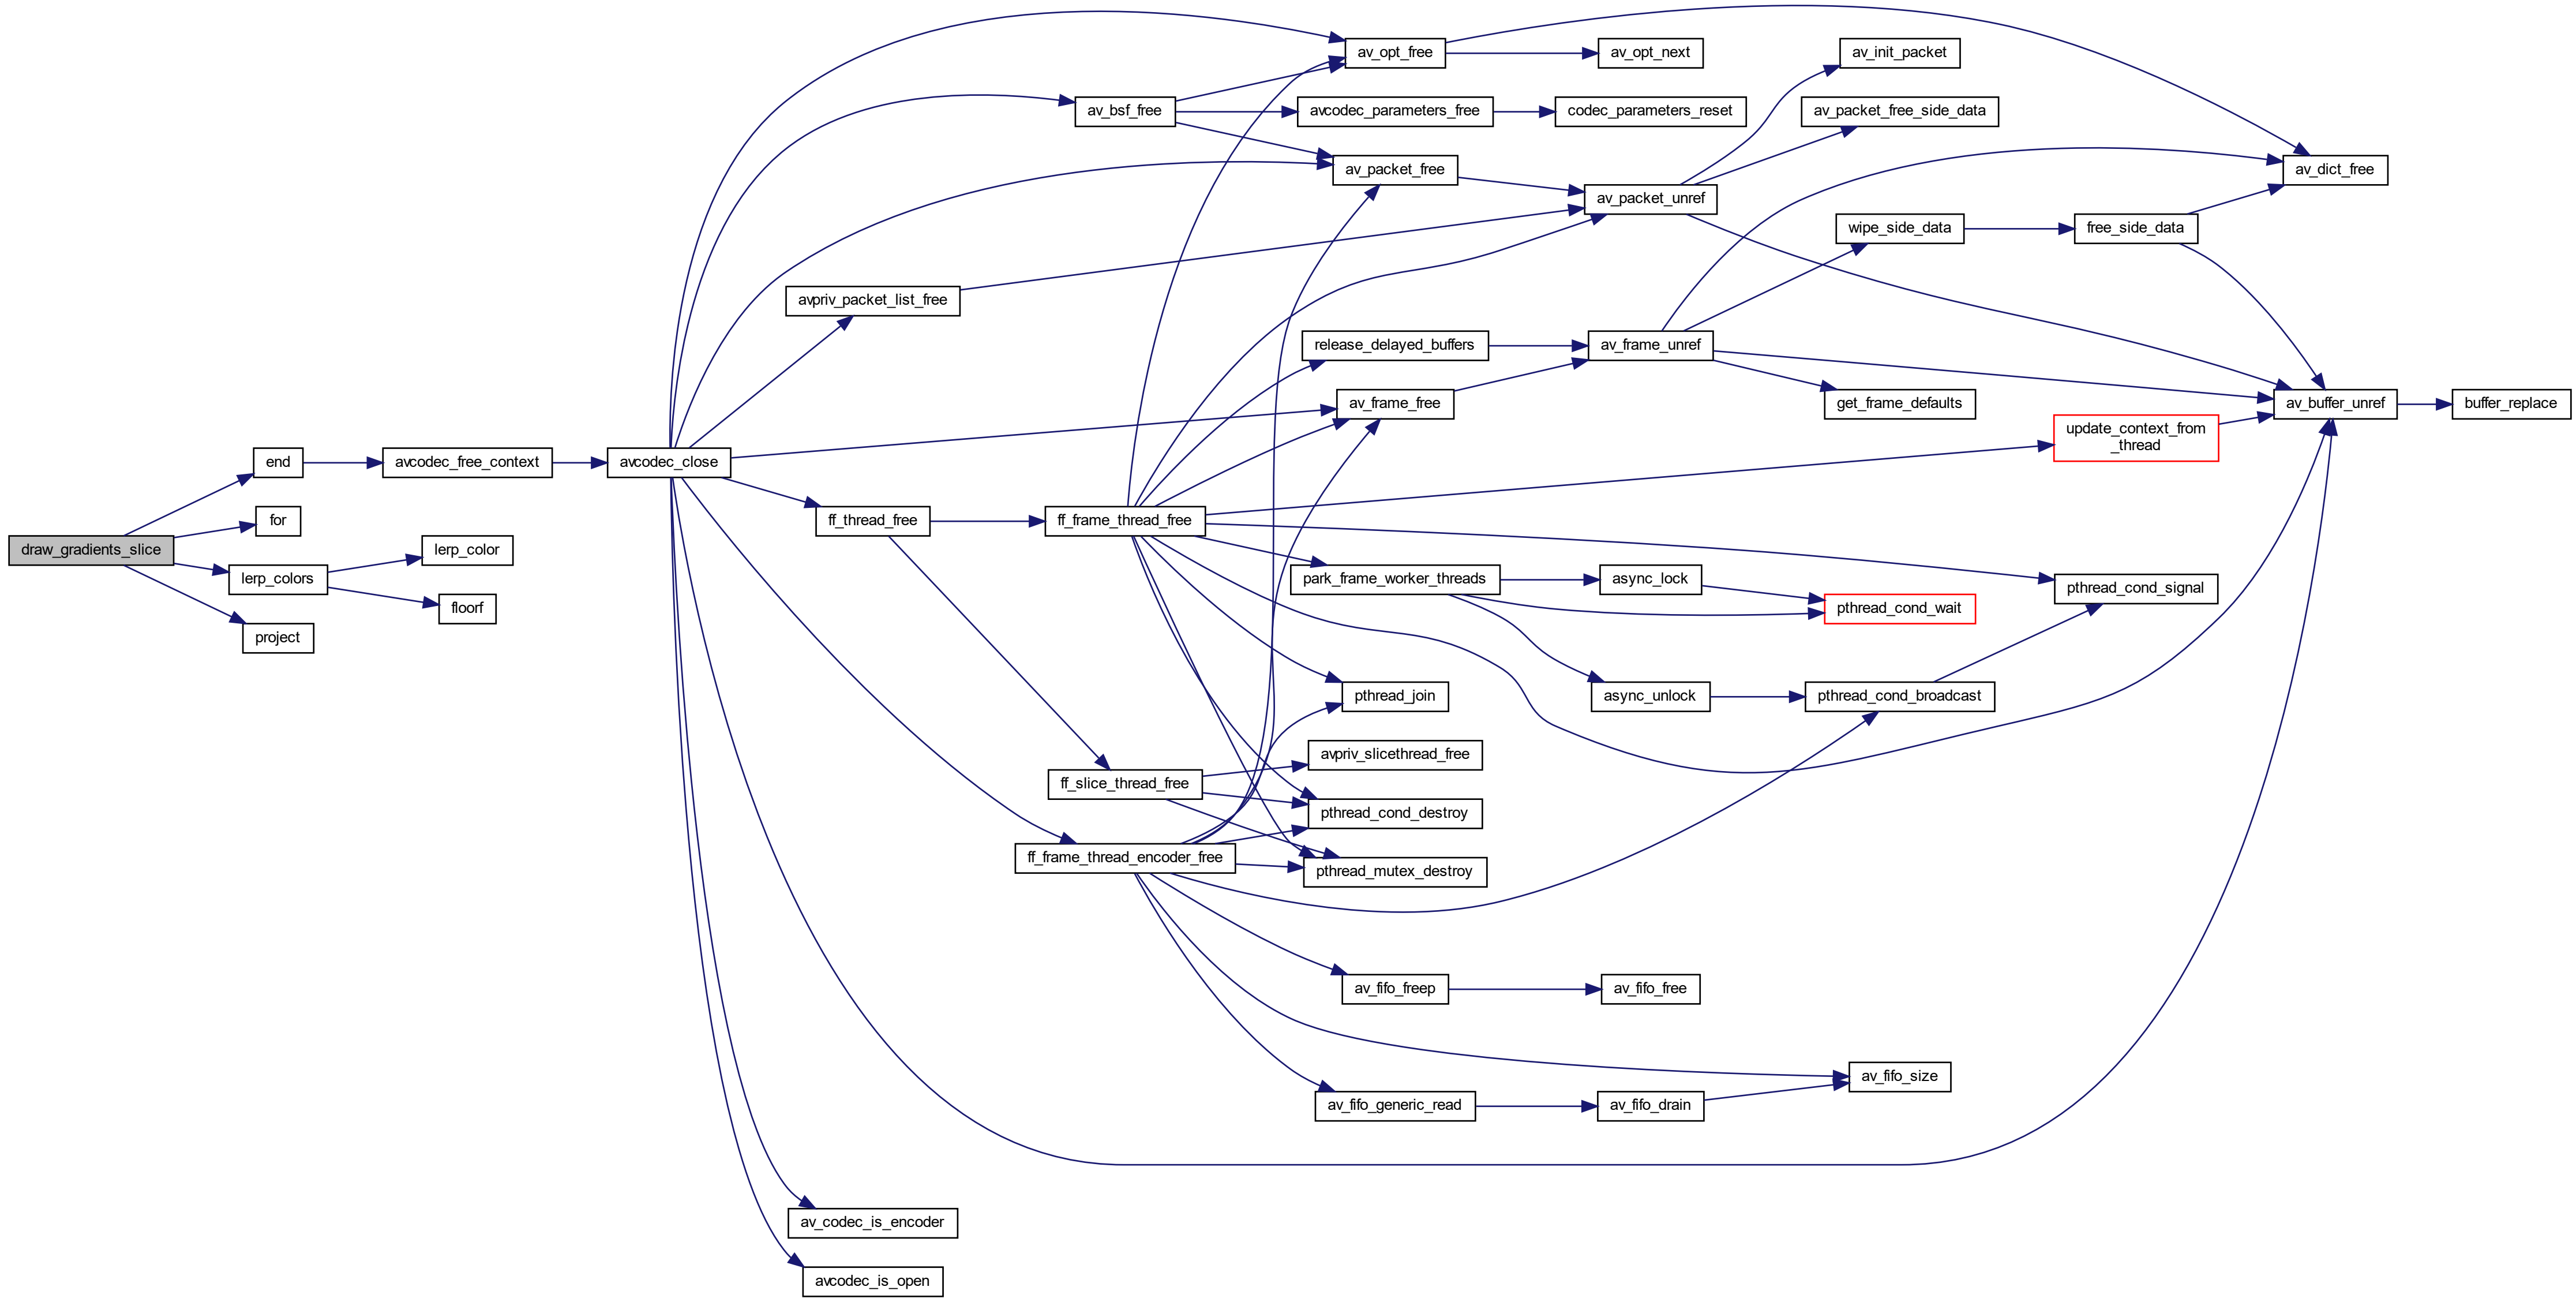 draw_gradients_slice
end
for
lerp_colors
project
avcodec_free_context
lerp_color
floorf
avcodec_close
avpriv_packet_list_free
ff_thread_free
av_codec_is_encoder
avcodec_is_open
av_bsf_free
ff_frame_thread_free
ff_slice_thread_free
ff_frame_thread_encoder_free
av_opt_free
avcodec_parameters_free
av_packet_free
release_delayed_buffers
av_frame_free
park_frame_worker_threads
pthread_join
avpriv_slicethread_free
pthread_cond_destroy
pthread_mutex_destroy
av_fifo_freep
av_fifo_generic_read
av_opt_next
codec_parameters_reset
av_packet_unref
av_frame_unref
async_lock
async_unlock
av_fifo_free
av_fifo_drain
av_init_packet
av_packet_free_side_data
wipe_side_data
get_frame_defaults
pthread_cond_wait
pthread_cond_broadcast
av_fifo_size
free_side_data
update_context_from
_thread
pthread_cond_signal
av_dict_free
av_buffer_unref
buffer_replace